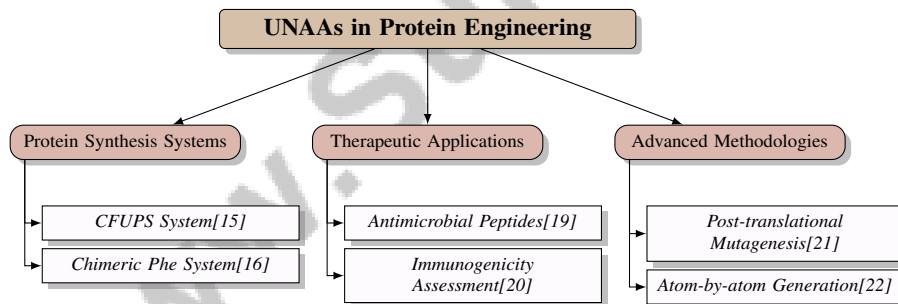 UNAAs in Protein Engineering
Protein Synthesis Systems
Therapeutic Applications
Advanced Methodologies
CFUPS System[15]
Chimeric Phe System[16]
Antimicrobial Peptides[19]
Immunogenicity
Assessment[20]
Post-translational
Mutagenesis[21]
Atom-by-atom Generation[22]